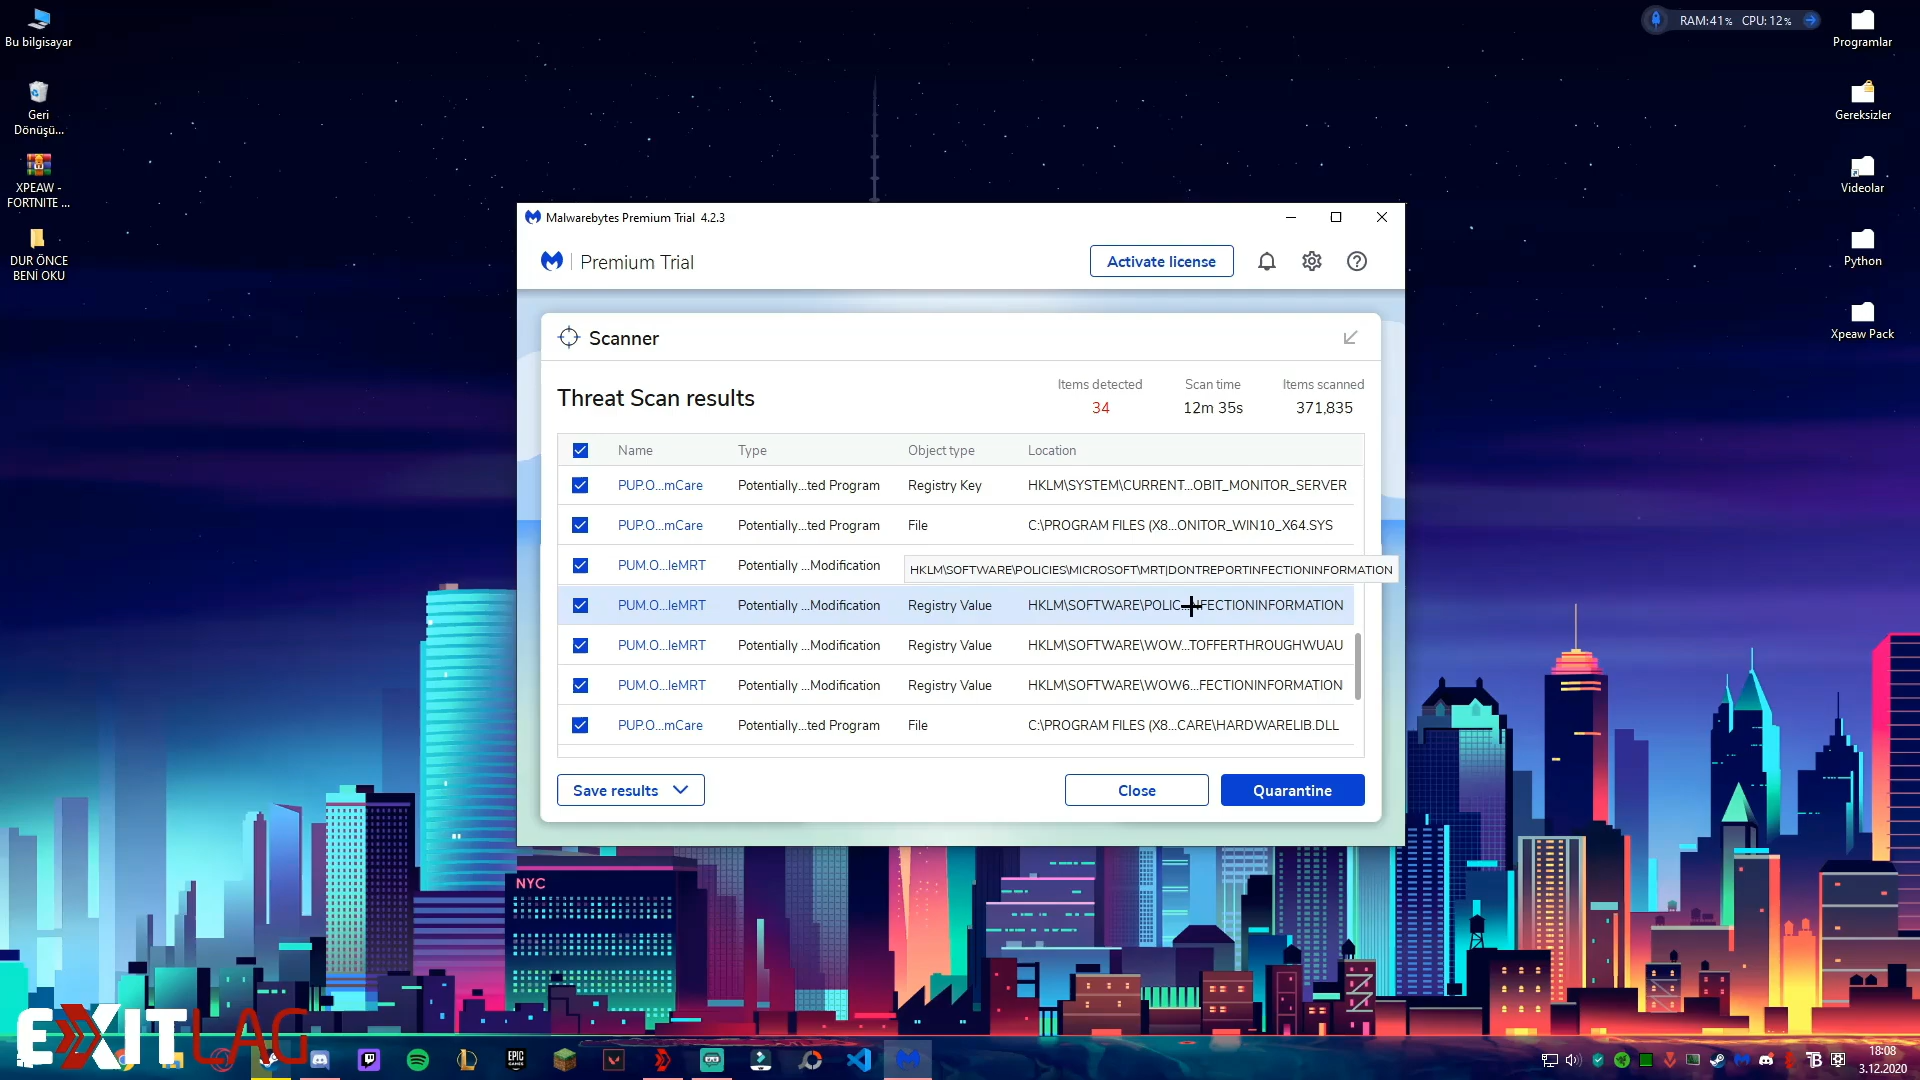 Bu bilgisayar
Geri
Dönüşü...
XPEAW -
FORTNITE ...
DUR ÖNCE
BENİ OKU
RAM:41% CPU: 12%
Programlar
Gereksizler
Videolar
Python
Xpeaw Pack
Malwarebytes Premium Trial 4.2.3
Premium Trial
Activate license
Scanner
Threat Scan results
Items detected
34
Scan time
12m 35s
Items scanned
371,835
Name Type Object type Location
PUP.O...mCare Potentially...ted Program Registry Key HKLM\SYSTEM\CURRENT...OBIT_MONITOR_SERVER
PUP.O...mCare Potentially...ted Program File C:\PROGRAM FILES (X8...ONITOR_WIN10_X64.SYS
PUM.O...leMRT Potentially ...Modification
HKLM\SOFTWARE\POLICIES\MICROSOFT\MRT|DONTREPORTINFECTIONINFORMATION
PUM.O...leMRT Potentially ...Modification Registry Value HKLM\SOFTWARE\POLIC...NFECTIONINFORMATION
PUM.O...leMRT Potentially ...Modification Registry Value HKLM\SOFTWARE\WOW...TOFFERTHROUGHWUAU
PUM.O...leMRT Potentially ...Modification Registry Value HKLM\SOFTWARE\WOW6...FECTIONINFORMATION
PUP.O...mCare Potentially...ted Program File C:\PROGRAM FILES (X8...CARE\HARDWARELIB.DLL
Save results
Close
Quarantine
NYC
EXITLAG
EPIC
GAMES
18:08
3.12.2020